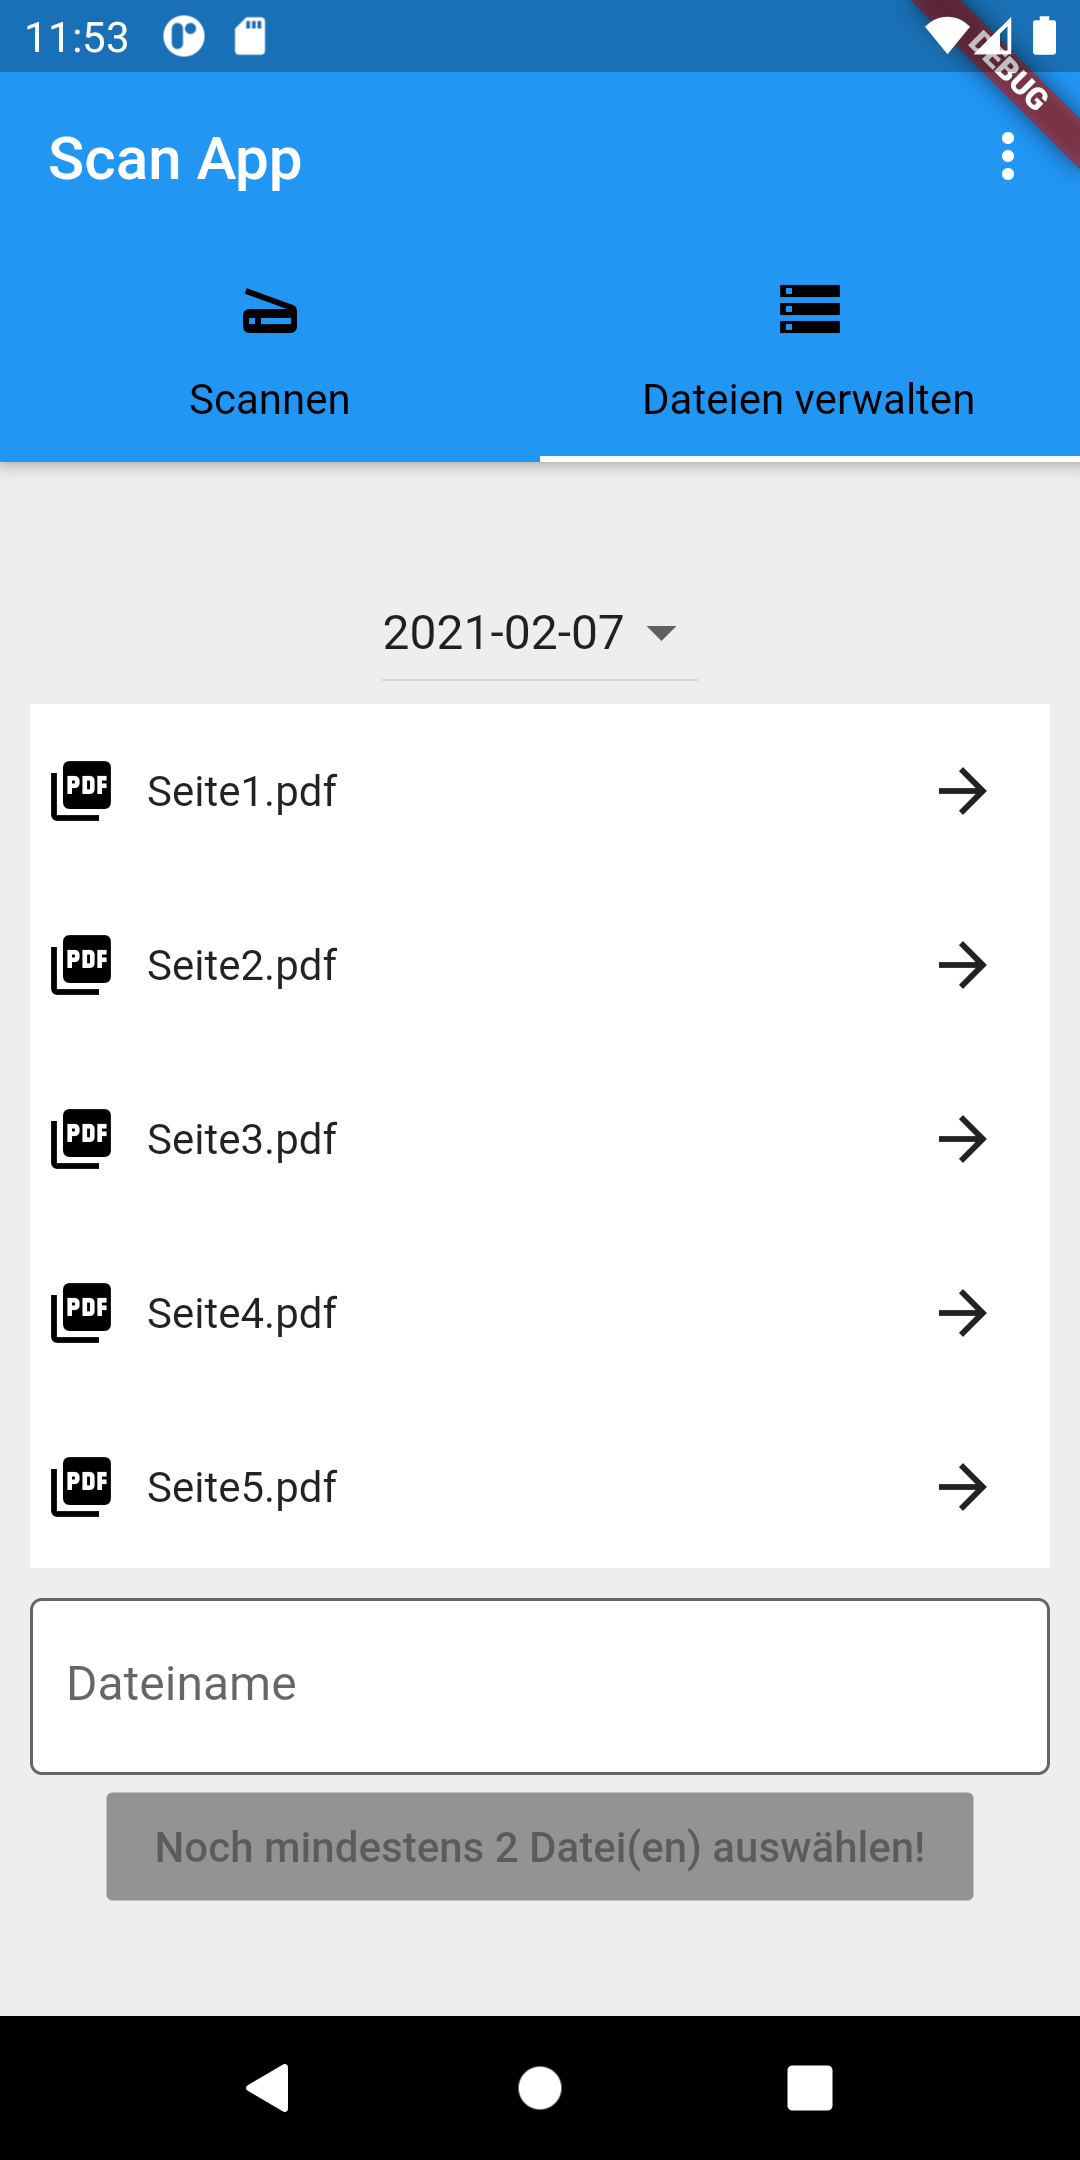 11:53
DEBUG
Scan App
Scannen
Dateien verwalten
2021-02-07
PDF Seite1.pdf
PDF Seite2.pdf
PDF Seite3.pdf
PDF Seite4.pdf
PDF Seite5.pdf
Dateiname
Noch mindestens 2 Datei(en) auswählen!